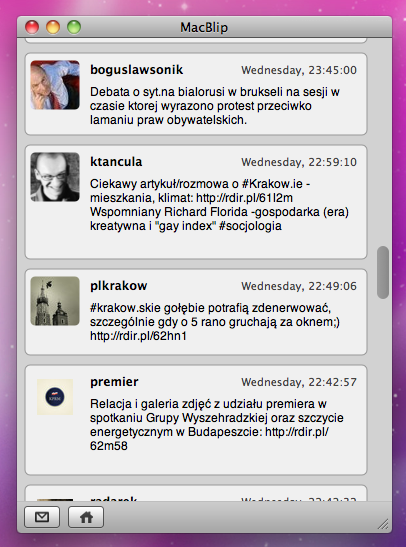 MacBlip
boguslawsonik Wednesday, 23:45:00
Debata o syt.na bialorusi w brukseli na sesji w
czasie ktorej wyrazono protest przeciwko
lamaniu praw obywatelskich.
ktancula Wednesday, 22:59:10
Ciekawy artykuł/rozmowa o #Krakow.ie -
mieszkania, klimat: http://rdir.pl/61l2m
Wspomniany Richard Florida -gospodarka (era)
kreatywna i "gay index" #socjologia
plkrakow Wednesday, 22:49:06
#krakow.skie gołębie potrafią zdenerwować,
szczególnie gdy o 5 rano gruchają za oknem;)
http://rdir.pl/62hn1
premier Wednesday, 22:42:57
Relacja i galeria zdjęć z udziału premiera w
spotkaniu Grupy Wyszehradzkiej oraz szczycie
energetycznym w Budapeszcie: http://rdir.pl/
62m58